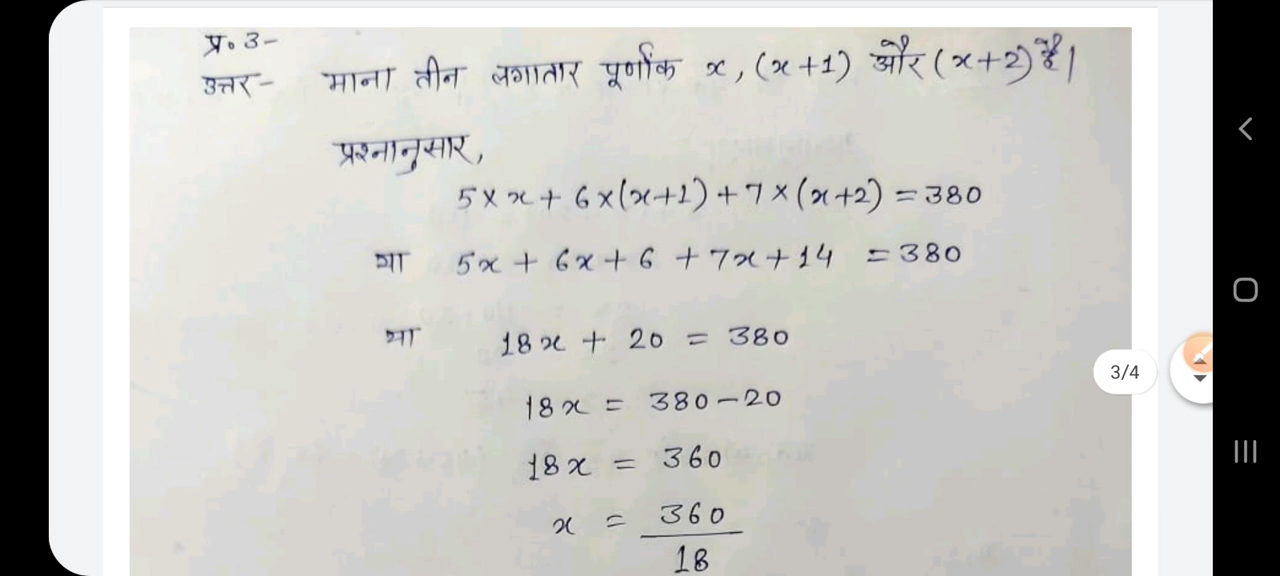 प्र० 3-
उत्तर- माना तीन लगातार पूर्णांक x, (x+1) और (x+2) है।
प्रश्नानुसार,
5×x + 6×(x+1) + 7×(x+2) = 380
या 5x + 6x + 6 + 7x + 14 = 380
या 18x + 20 = 380
18x = 380-20
18x = 360
x = 360
18
3/4